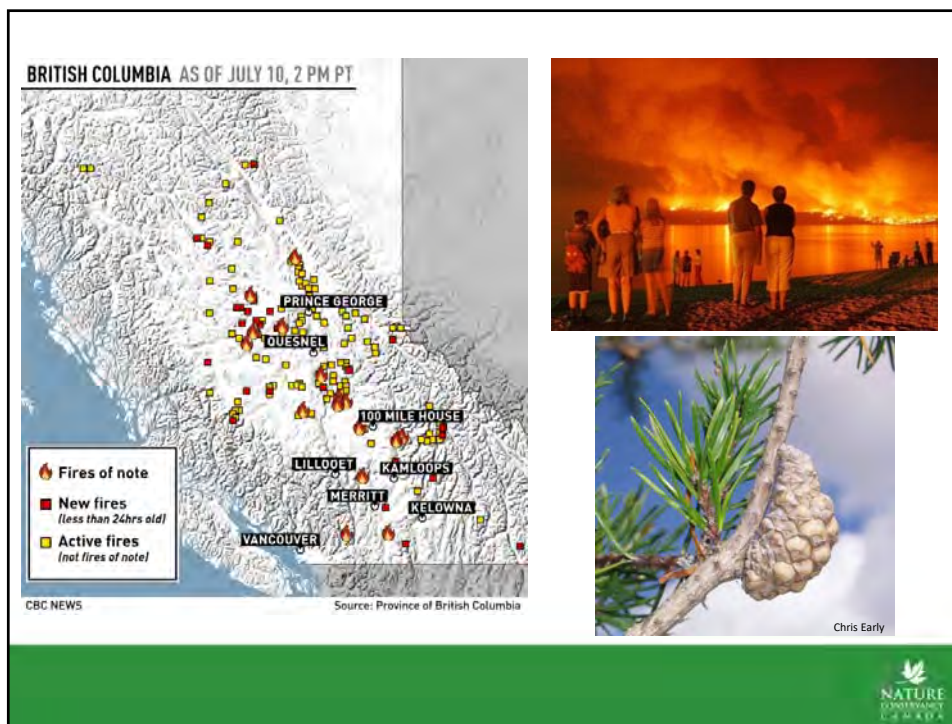 BRITISH COLUMBIA AS OF JULY 10, 2 PM PT
PRINCE GEORGE
QUESNEL
100 MILE HOUSE
LILLOOET
KAMLOOPS
MERRITT
KELOWNA
VANCOUVER
Fires of note
New fires
(less than 24hrs old)
Active fires
(not fires of note)
CBC NEWS
Source: Province of British Columbia
Chris Early
NATURE
CONSERVANCY
CANADA